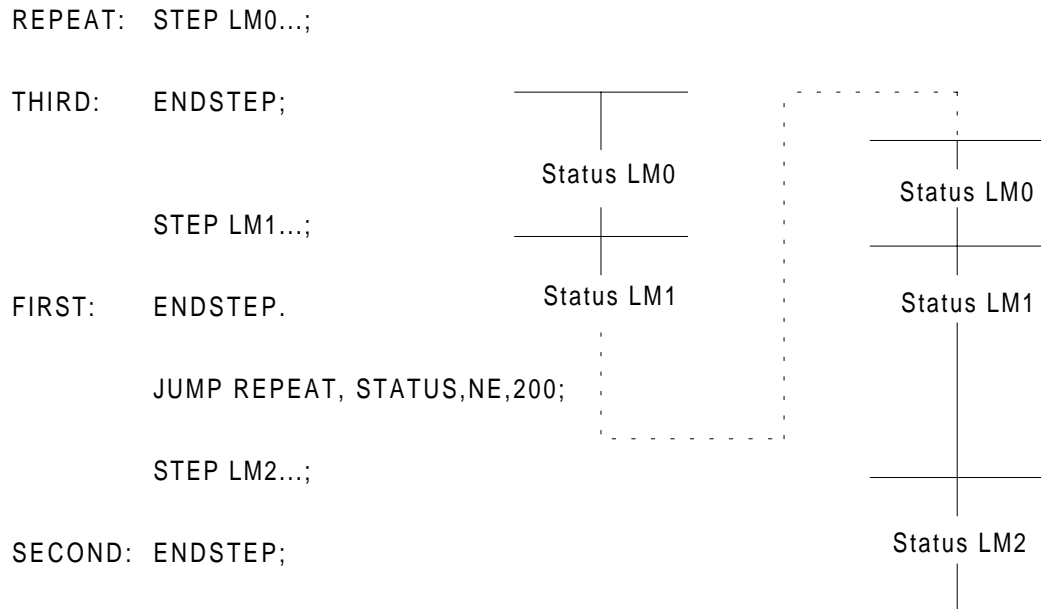 REPEAT: STEP LM0...;
THIRD: ENDSTEP;
Status LM0
Status LM0
STEP LM1...;
FIRST: ENDSTEP.
Status LM1
Status LM1
JUMP REPEAT, STATUS,NE,200;
STEP LM2...;
SECOND: ENDSTEP;
Status LM2